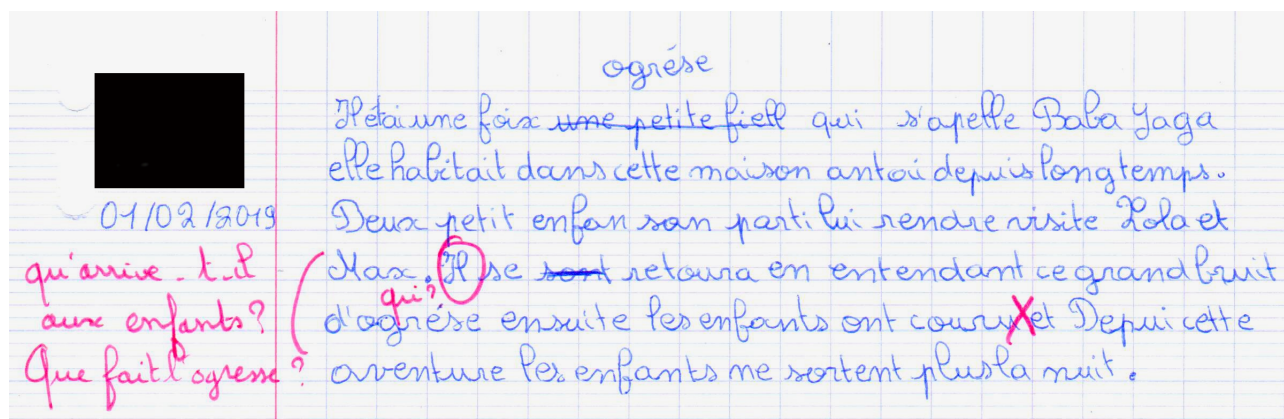 ogrése
Il étai une foix une petite fiell qui s'apelle Baba Yaga
elle habitait dans cette maison antoui depuis longtemps.
01/02/2019
Deux petit enfan son parti lui rendre visite Lola et
qu'arrive-t-il
Max. Il se sont retoura en entendant ce grand bruit
qui?
aux enfants?
d'ogrése ensuite les enfants ont coury et Depui cette
Que fait l'ogresse?
aventure les enfants ne sortent plus la nuit.